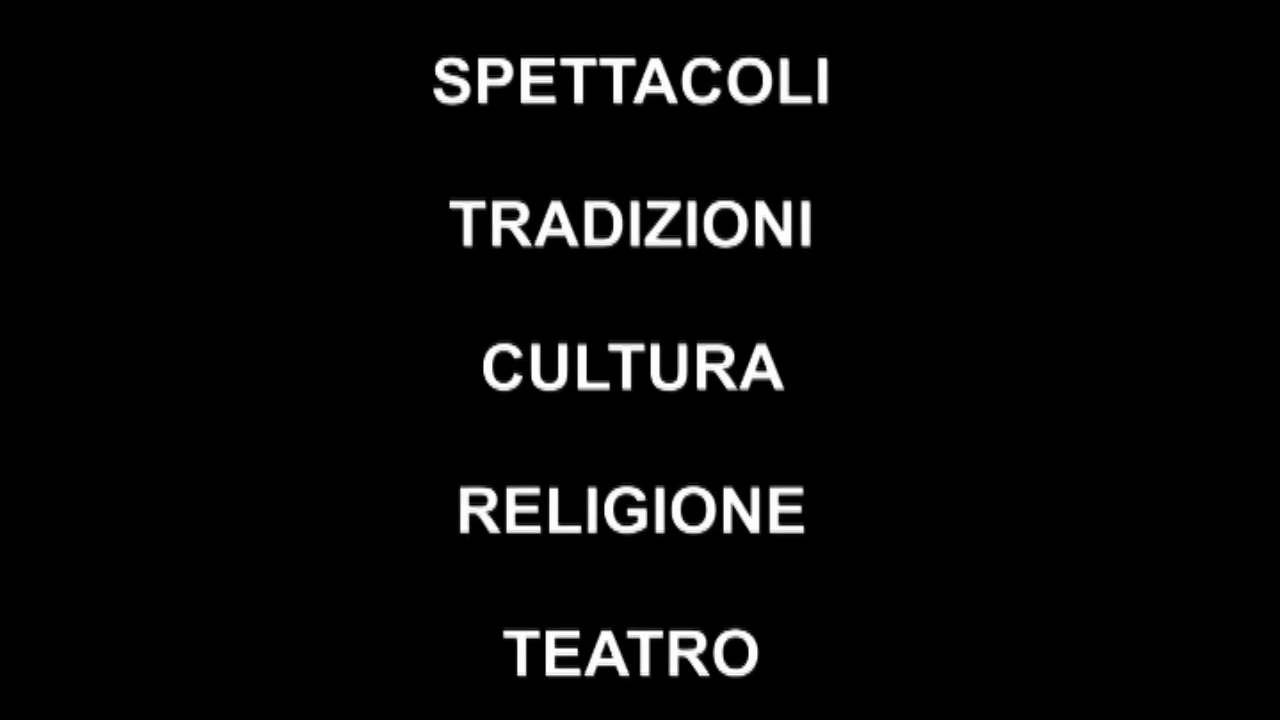 SPETTACOLI
TRADIZIONI
CULTURA
RELIGIONE
TEATRO